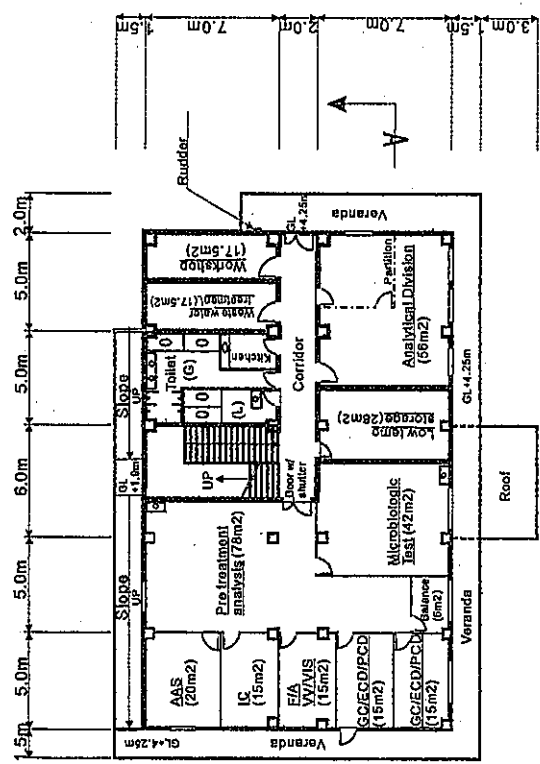 1.5m
7.0m
2.0m
7.0m
1.5m
3.0m
2.0m
5.0m
5.0m
6.0m
5.0m
5.0m
1.5m
A
Rudder
Veranda
GL
+4.25m
Workshop
(17.5m2)
Waste water
treatment (17.5m2)
Kitchen
Toilet
(G)
(L)
Slope
UP
GL
+1.9m
Slope
UP
UP
Corridor
Door w/
shutter
Partition
Analytical Division
(56m2)
GL+4.25m
Low temp
storage (28m2)
Microbiologic
Test (42m2)
Roof
Pre treatment
analysis (78m2)
Balance
(6m2)
AAS
(20m2)
IC
(15m2)
F/A
VV/VIS
(15m2)
GC/ECD/PCD
(15m2)
GC/ECD/PCD
(15m2)
Veranda
GL+4.25m
Veranda